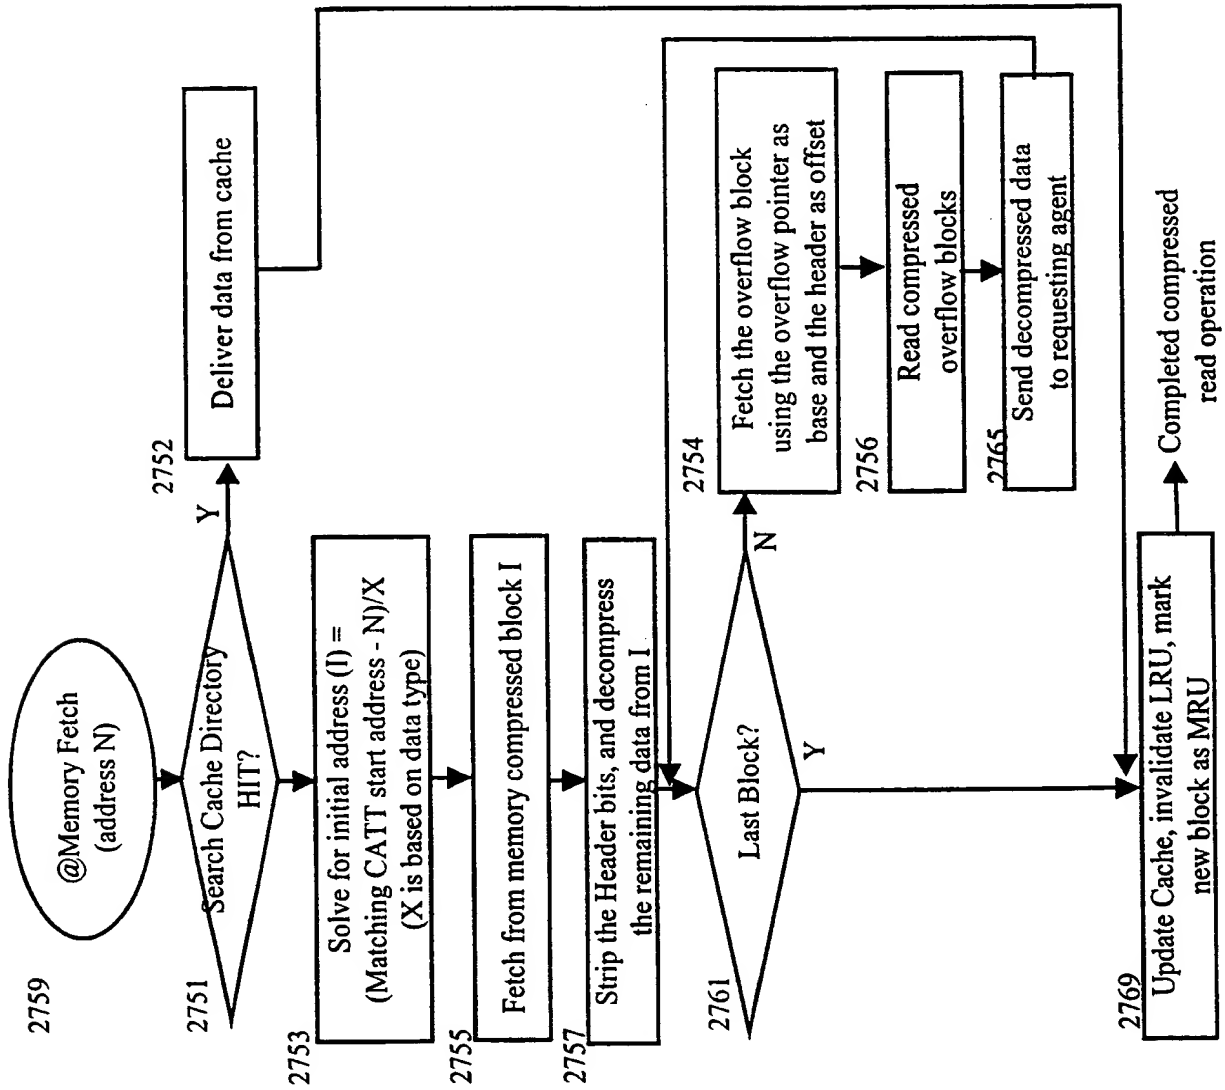 2759
@Memory Fetch
(address N)
2751
Search Cache Directory
HIT?
Y
2752
Deliver data from cache
2753
Solve for initial address (I) =
(Matching CATT start address - N)/X
(X is based on data type)
2755
Fetch from memory compressed block I
2757
Strip the Header bits, and decompress
the remaining data from I
2761
Last Block?
N
Y
2754
Fetch the overflow block
using the overflow pointer as
base and the header as offset
2756
Read compressed
overflow blocks
2765
Send decompressed data
to requesting agent
2769
Update Cache, invalidate LRU, mark
new block as MRU
Completed compressed
read operation